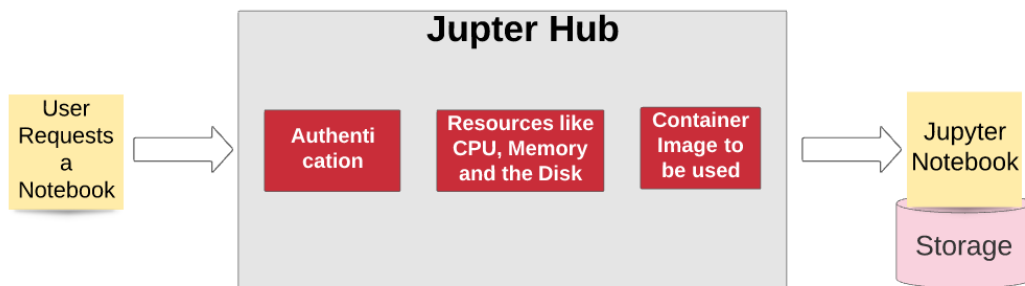 Jupter Hub
User
Requests
a
Notebook
Authenti
cation
Resources like
CPU, Memory
and the Disk
Container
Image to
be used
Jupyter
Notebook
Storage